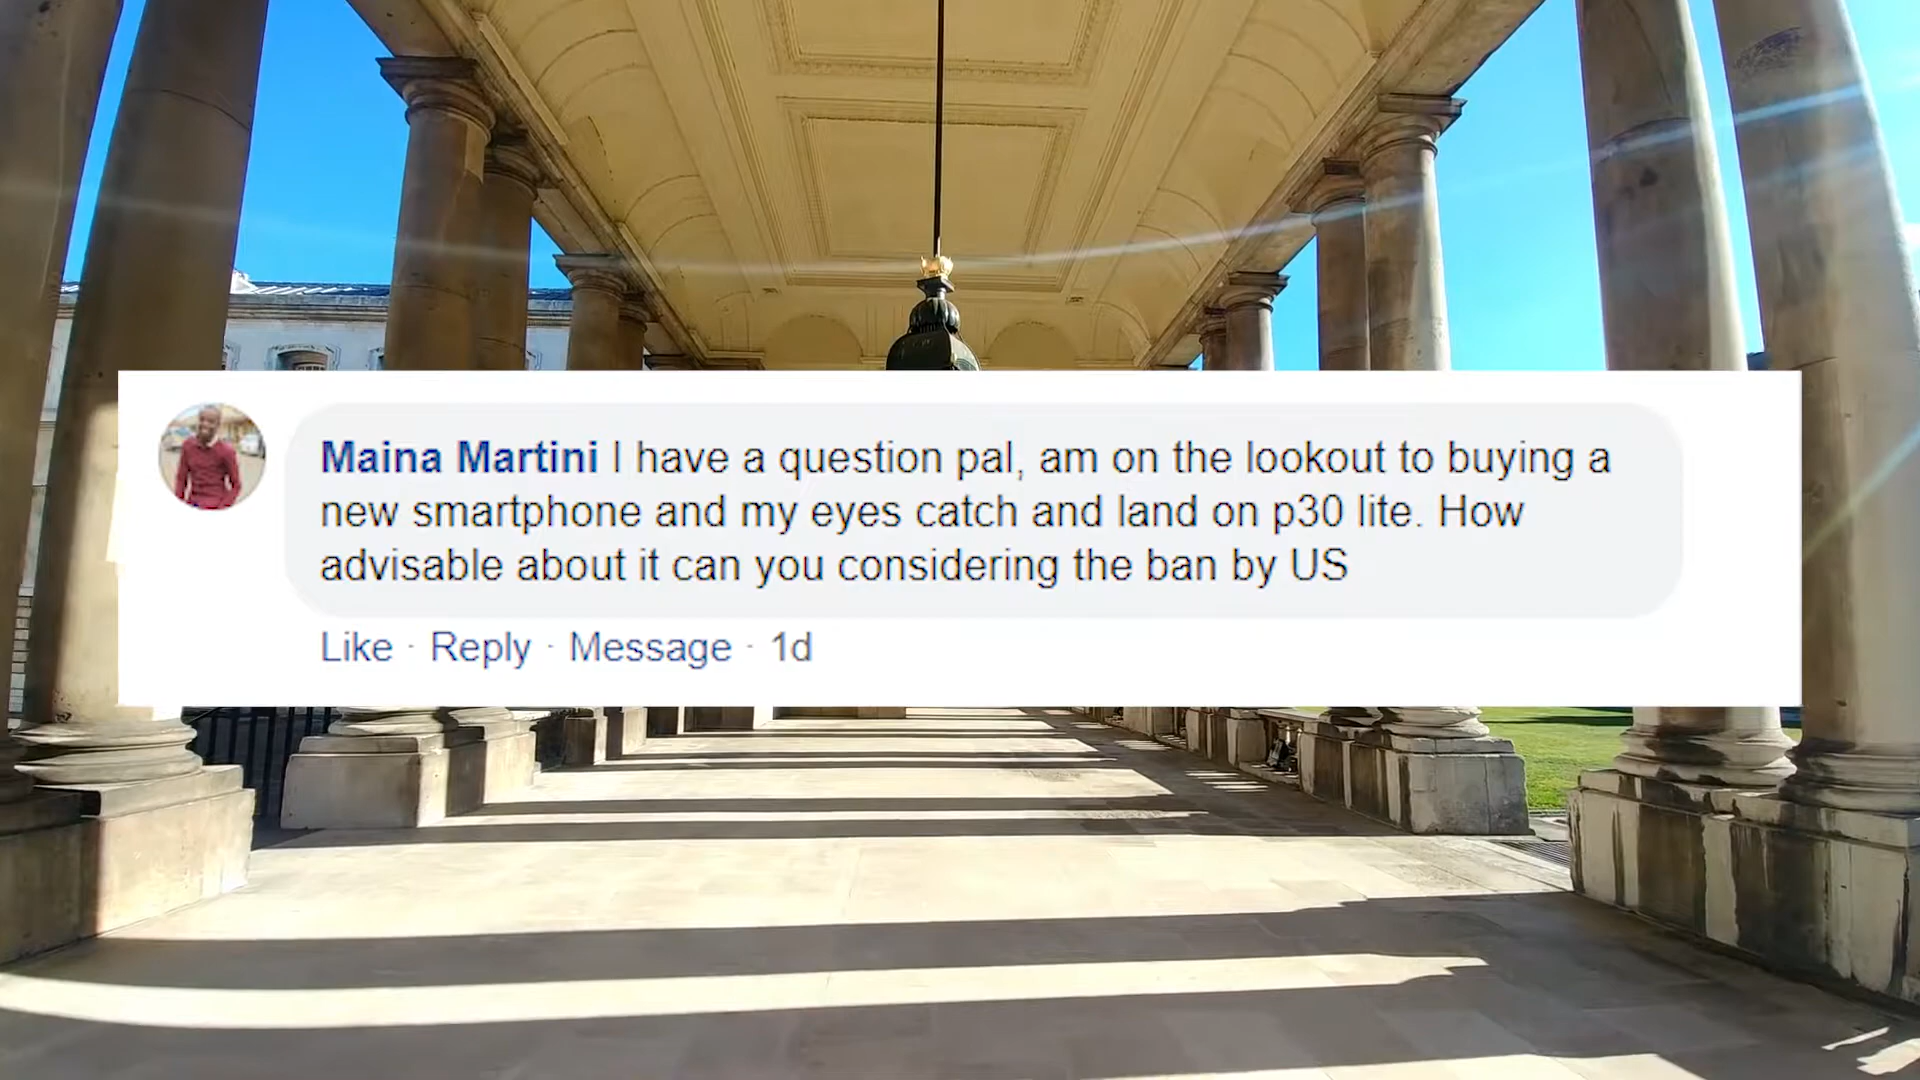 Maina Martini I have a question pal, am on the lookout to buying a
new smartphone and my eyes catch and land on p30 lite. How
advisable about it can you considering the ban by US
Like · Reply · Message · 1d